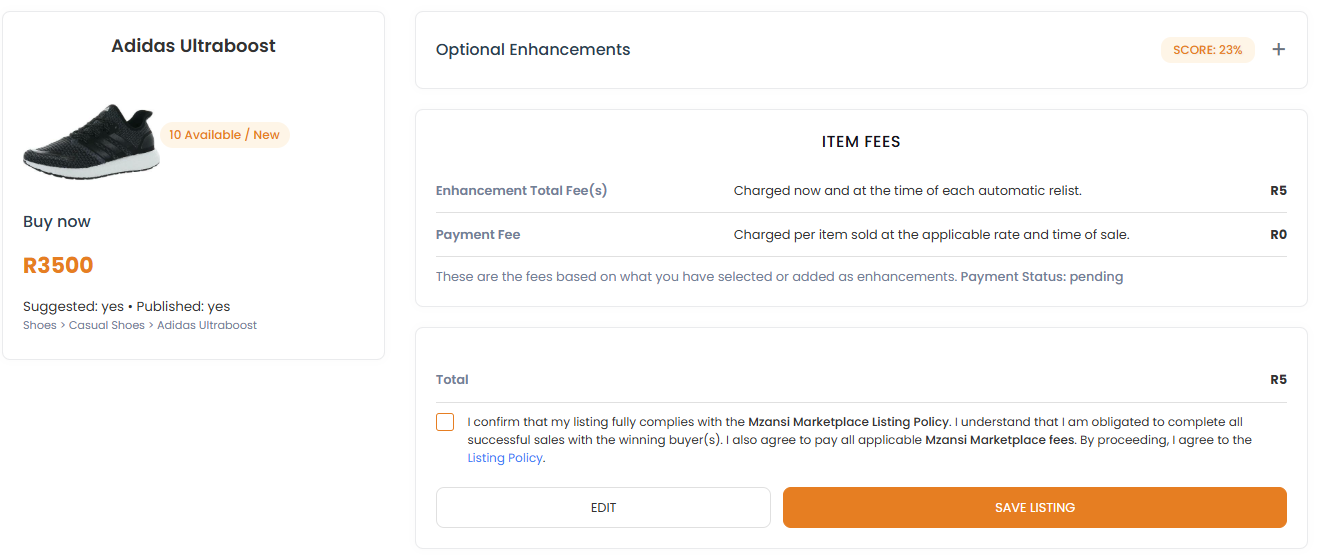 Adidas Ultraboost
10 Available / New
Buy now
R3500
Suggested: yes • Published: yes
Shoes > Casual Shoes > Adidas Ultraboost
Optional Enhancements
SCORE: 23% +
ITEM FEES
Enhancement Total Fee(s) Charged now and at the time of each automatic relist. R5
Payment Fee Charged per item sold at the applicable rate and time of sale. R0
These are the fees based on what you have selected or added as enhancements. Payment Status: pending
Total R5
I confirm that my listing fully complies with the Mzansi Marketplace Listing Policy. I understand that I am obligated to complete all
successful sales with the winning buyer(s). I also agree to pay all applicable Mzansi Marketplace fees. By proceeding, I agree to the
Listing Policy.
EDIT
SAVE LISTING